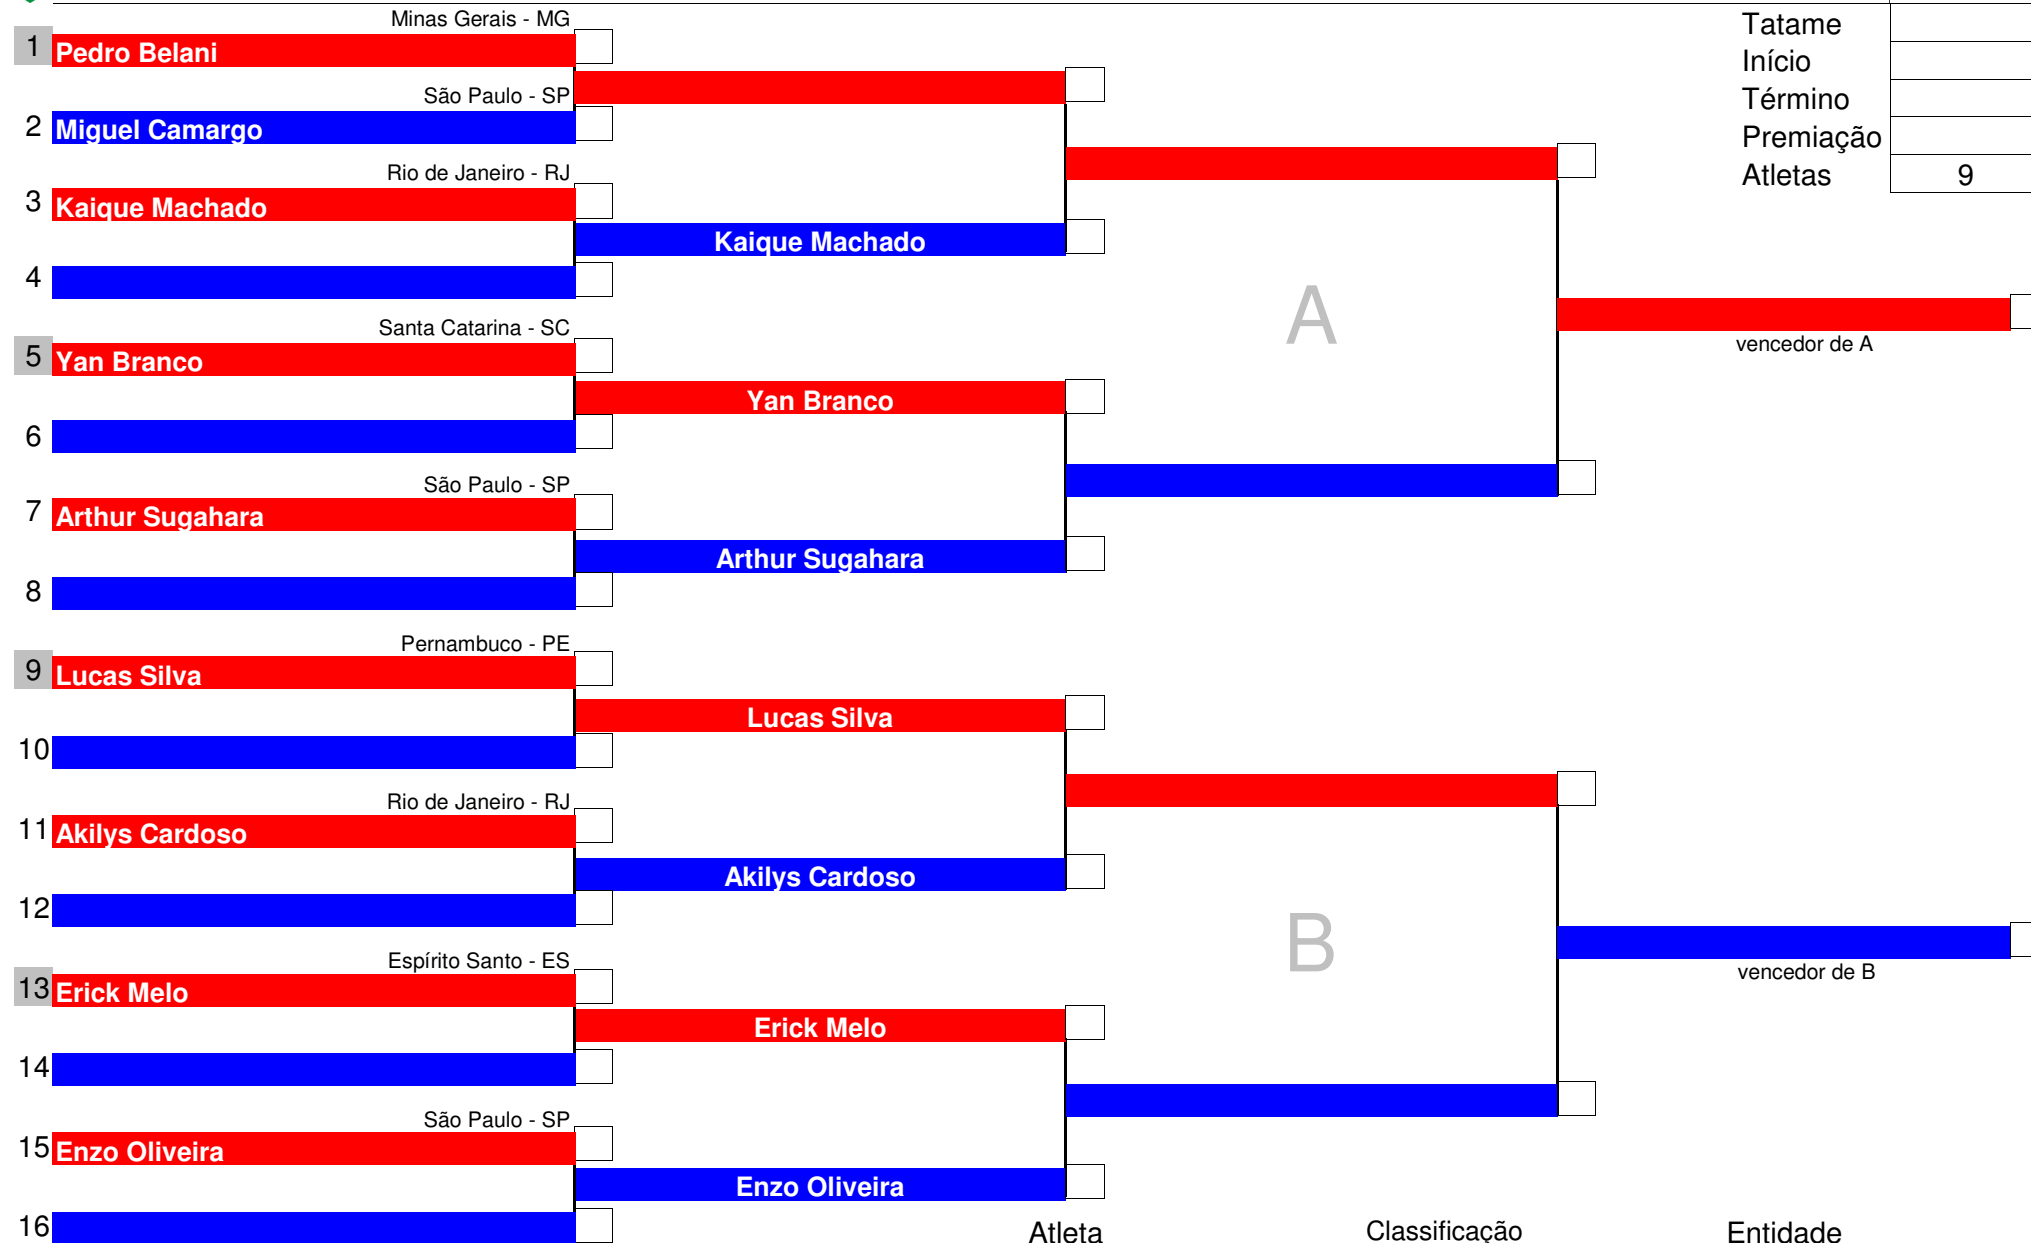 Minas Gerais - MG
1 Pedro Belani
São Paulo - SP
2 Miguel Camargo
Rio de Janeiro - RJ
3 Kaique Machado
Kaique Machado
4
Santa Catarina - SC
5 Yan Branco
Yan Branco
6
São Paulo - SP
7 Arthur Sugahara
Arthur Sugahara
8
Pernambuco - PE
9 Lucas Silva
Lucas Silva
10
Rio de Janeiro - RJ
11 Akilys Cardoso
Akilys Cardoso
12
Espírito Santo - ES
13 Erick Melo
Erick Melo
14
São Paulo - SP
15 Enzo Oliveira
Enzo Oliveira
16
A
B
Tatame
Início
Término
Premiação
Atletas 9
vencedor de A
vencedor de B
Atleta Classificação Entidade